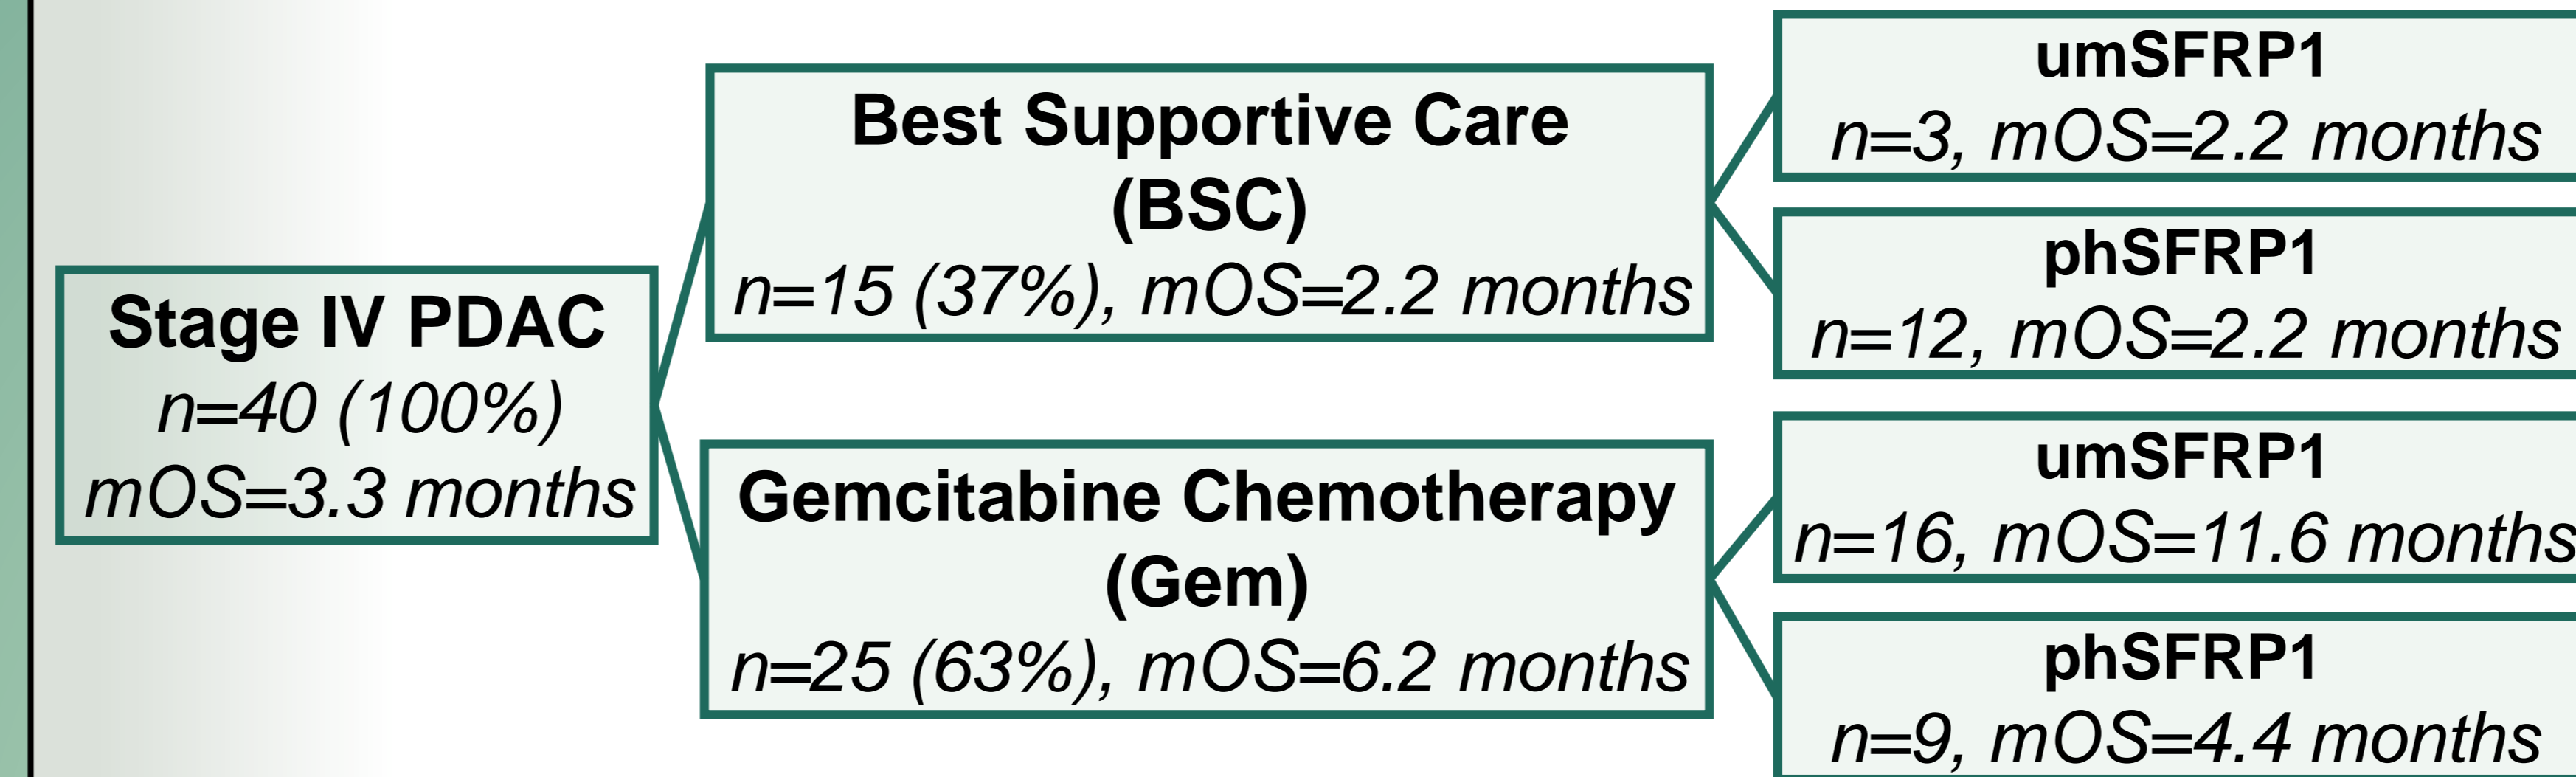 Stage IV PDAC
n=40 (100%)
mOS=3.3 months
Best Supportive Care
(BSC)
n=15 (37%), mOS=2.2 months
Gemcitabine Chemotherapy
(Gem)
n=25 (63%), mOS=6.2 months
umSFRP1
n=3, mOS=2.2 months
phSFRP1
n=12, mOS=2.2 months
umSFRP1
n=16, mOS=11.6 months
phSFRP1
n=9, mOS=4.4 months